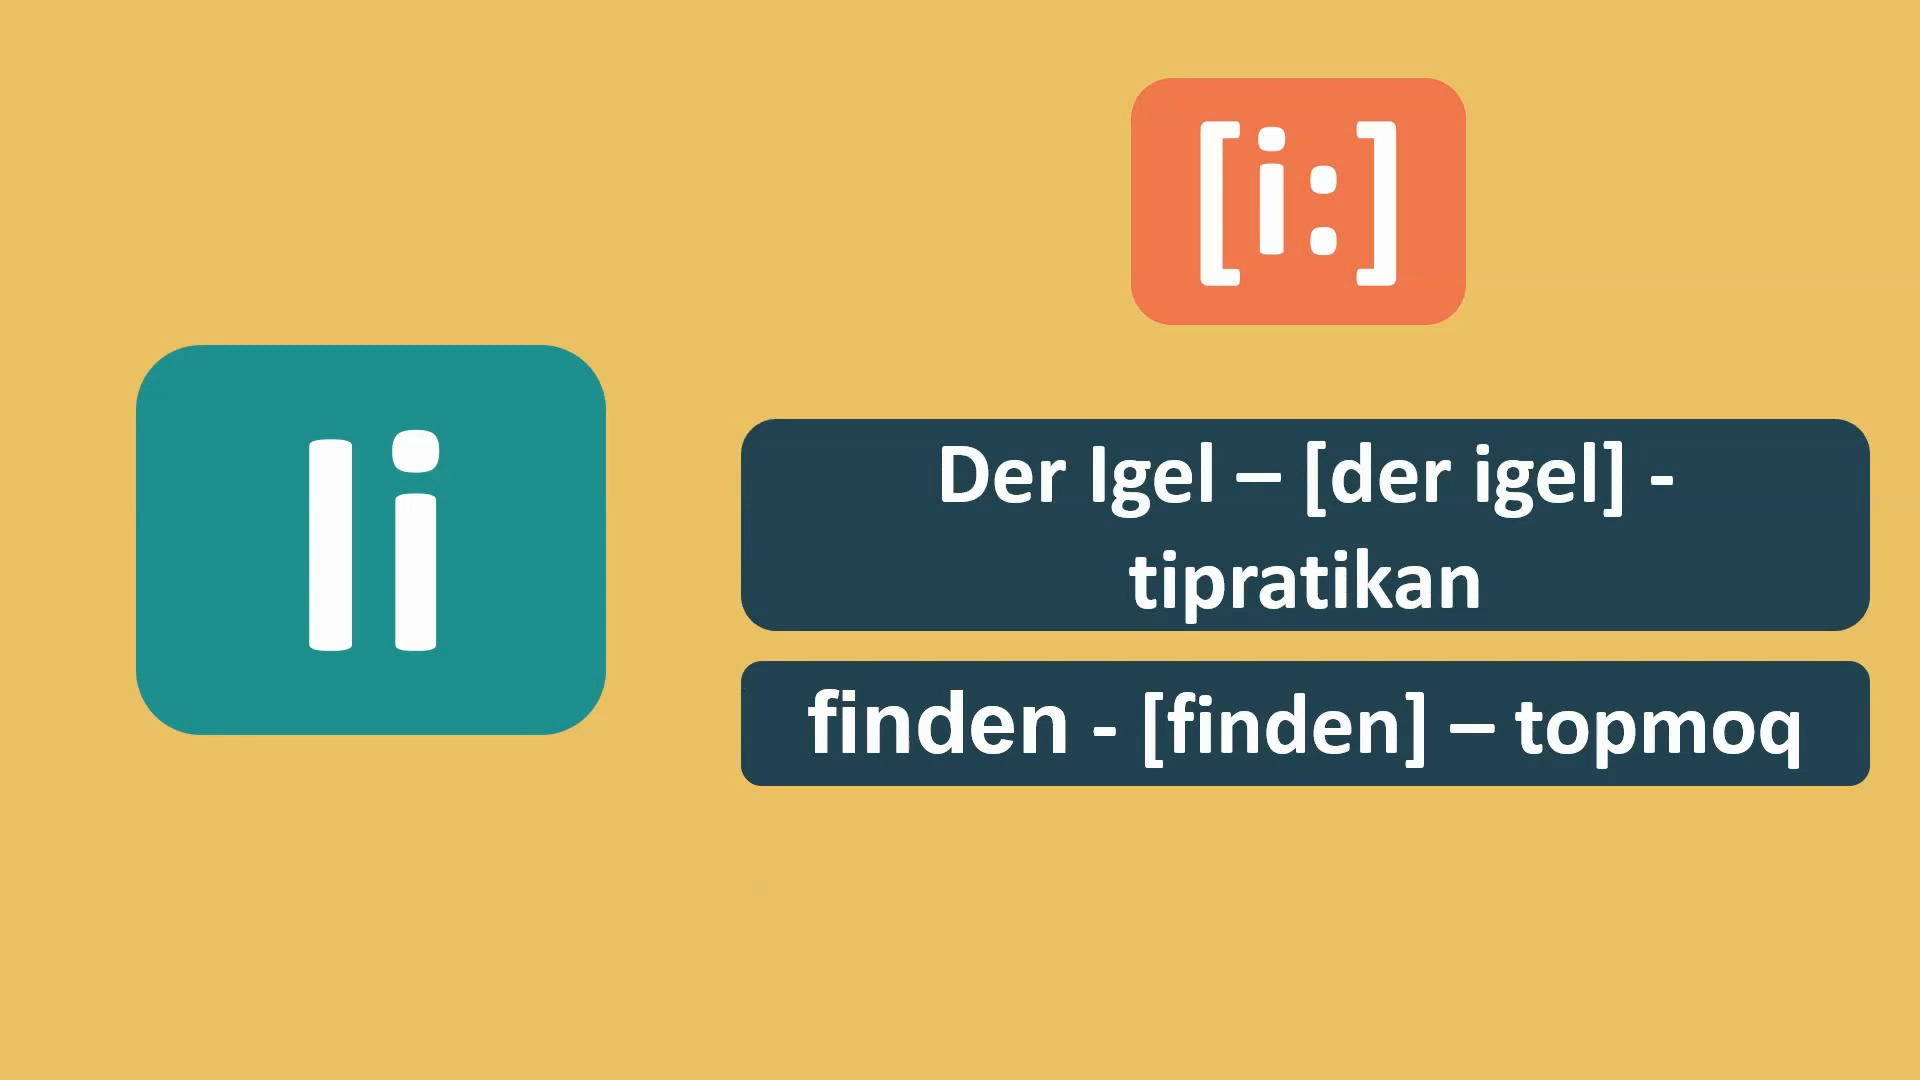 Ii
[i:]
Der Igel – [der igel] -
tipratikan
finden - [finden] – topmoq